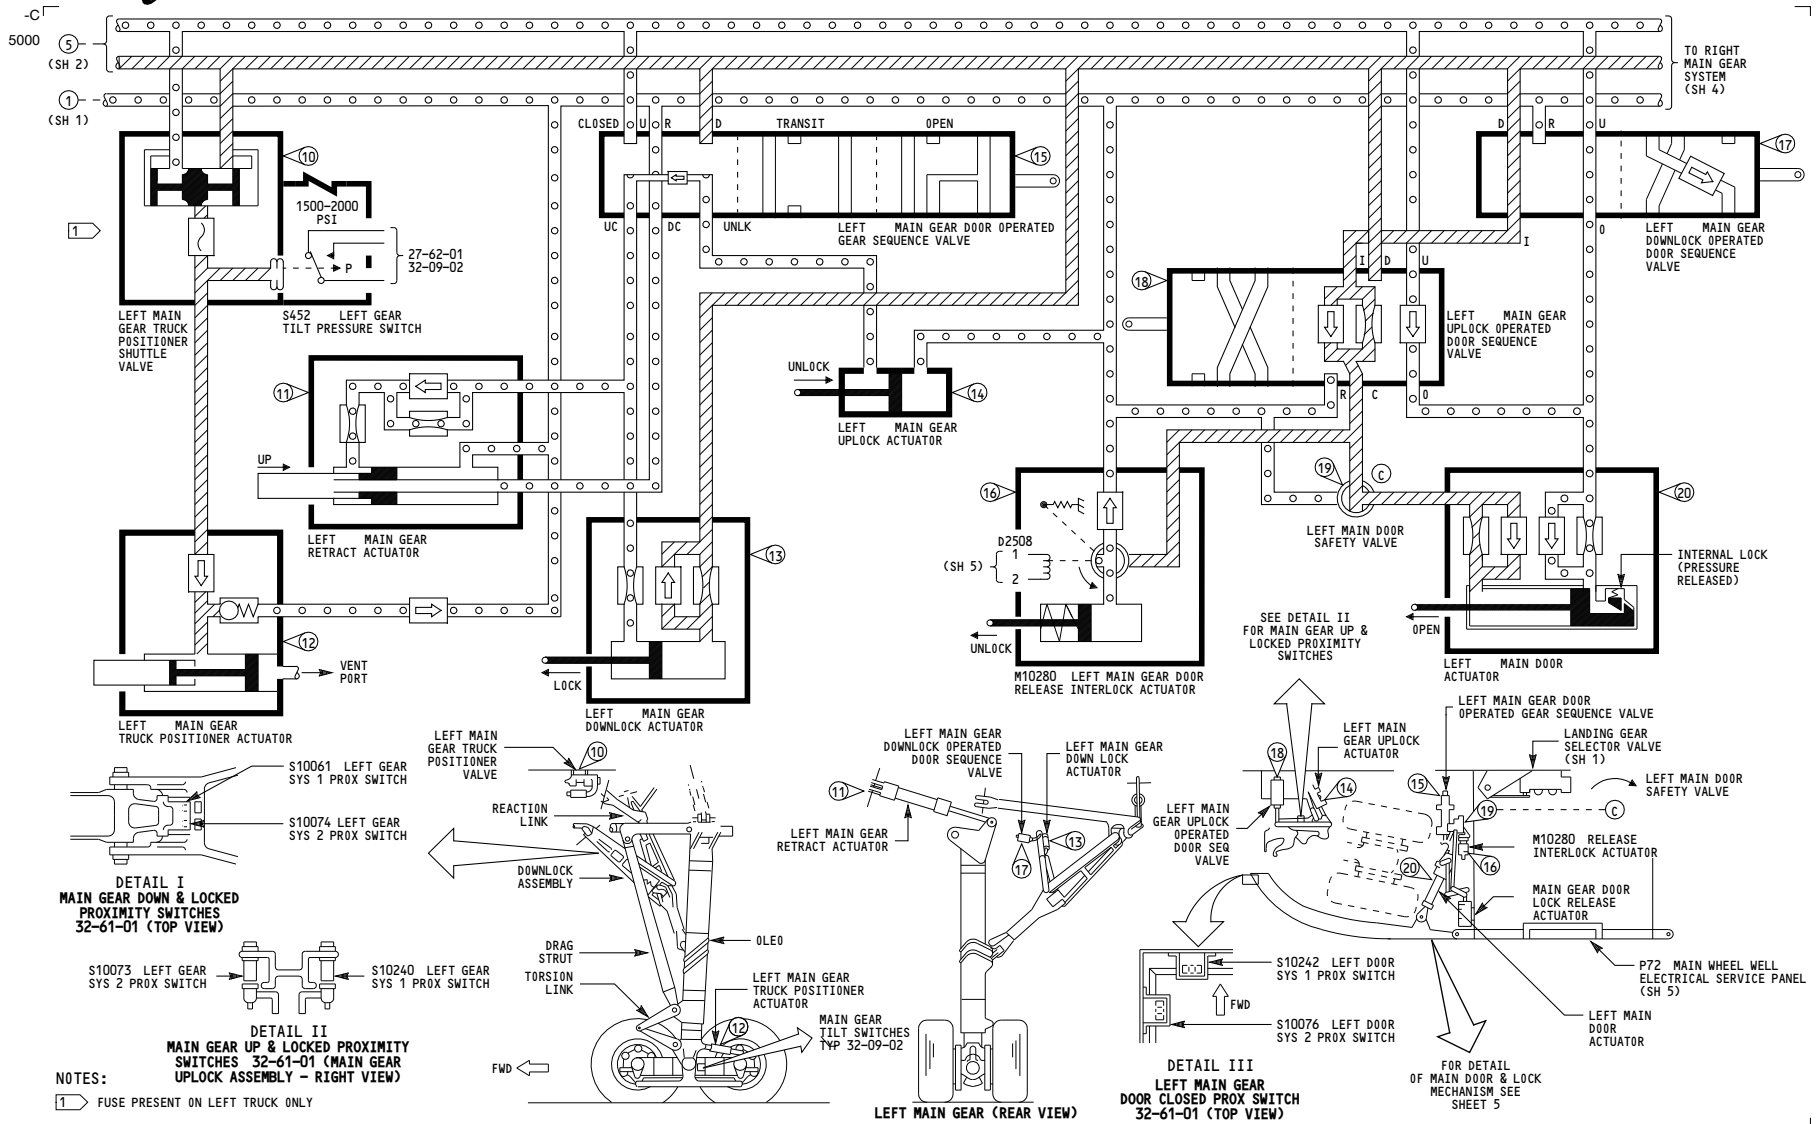 -C
5000
5
(SH 2)
1
(SH 1)
TO RIGHT
MAIN GEAR
SYSTEM
(SH 4)
CLOSED U R D TRANSIT OPEN
D R U
10
15
17
1500-2000
PSI
1
27-62-01
32-09-02
P
UC DC UNLK
LEFT MAIN GEAR DOOR OPERATED
GEAR SEQUENCE VALVE
LEFT MAIN GEAR
DOWNLOCK OPERATED
DOOR SEQUENCE
VALVE
O
I
I D U
18
LEFT MAIN
GEAR TRUCK
POSITIONER
SHUTTLE
VALVE
S452 LEFT GEAR
TILT PRESSURE SWITCH
LEFT MAIN GEAR
UPLOCK OPERATED
DOOR SEQUENCE
VALVE
11
UNLOCK
14
R C O
LEFT MAIN GEAR
UPLOCK ACTUATOR
UP
19
C
16
20
LEFT MAIN GEAR
RETRACT ACTUATOR
LEFT MAIN DOOR
SAFETY VALVE
13
D2508
1
(SH 5)
2
INTERNAL LOCK
(PRESSURE
RELEASED)
12
SEE DETAIL II
FOR MAIN GEAR UP &
LOCKED PROXIMITY
SWITCHES
OPEN
UNLOCK
VENT
PORT
LOCK
M10280 LEFT MAIN GEAR DOOR
RELEASE INTERLOCK ACTUATOR
LEFT MAIN DOOR
ACTUATOR
LEFT MAIN GEAR
TRUCK POSITIONER ACTUATOR
LEFT MAIN GEAR
DOWNLOCK ACTUATOR
LEFT MAIN GEAR DOOR
OPERATED GEAR SEQUENCE VALVE
LEFT MAIN
GEAR TRUCK
POSITIONER
VALVE
10
LEFT MAIN GEAR
DOWNLOCK OPERATED
DOOR SEQUENCE
VALVE
LEFT MAIN GEAR
DOWN LOCK
ACTUATOR
18
LEFT MAIN
GEAR UPLOCK
ACTUATOR
LANDING GEAR
SELECTOR VALVE
(SH 1)
S10061 LEFT GEAR
SYS 1 PROX SWITCH
S10074 LEFT GEAR
SYS 2 PROX SWITCH
REACTION
LINK
11
LEFT MAIN GEAR
RETRACT ACTUATOR
17
13
14
15
19
LEFT MAIN DOOR
SAFETY VALVE
C
LEFT MAIN
GEAR UPLOCK
OPERATED
DOOR SEQ
VALVE
M10280 RELEASE
INTERLOCK ACTUATOR
20
16
DETAIL I
MAIN GEAR DOWN & LOCKED
PROXIMITY SWITCHES
32-61-01 (TOP VIEW)
DOWNLOCK
ASSEMBLY
MAIN GEAR DOOR
LOCK RELEASE
ACTUATOR
DRAG
STRUT
OLEO
S10073 LEFT GEAR
SYS 2 PROX SWITCH
S10240 LEFT GEAR
SYS 1 PROX SWITCH
TORSION
LINK
LEFT MAIN GEAR
TRUCK POSITIONER
ACTUATOR
S10242 LEFT DOOR
SYS 1 PROX SWITCH
P72 MAIN WHEEL WELL
ELECTRICAL SERVICE PANEL
(SH 5)
FWD
12
MAIN GEAR
TILT SWITCHES
TYP 32-09-02
S10076 LEFT DOOR
SYS 2 PROX SWITCH
LEFT MAIN
DOOR
ACTUATOR
DETAIL II
MAIN GEAR UP & LOCKED PROXIMITY
SWITCHES 32-61-01 (MAIN GEAR
UPLOCK ASSEMBLY - RIGHT VIEW)
FWD
DETAIL III
LEFT MAIN GEAR
DOOR CLOSED PROX SWITCH
32-61-01 (TOP VIEW)
FOR DETAIL
OF MAIN DOOR & LOCK
MECHANISM SEE
SHEET 5
NOTES:
1 FUSE PRESENT ON LEFT TRUCK ONLY
LEFT MAIN GEAR (REAR VIEW)